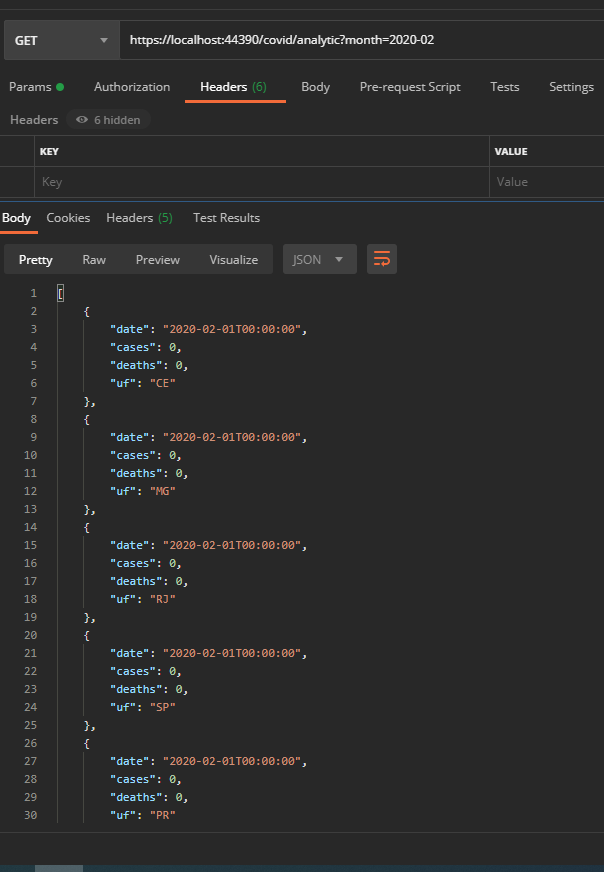 GET https://localhost:44390/covid/analytic?month=2020-02
Params Authorization Headers (6) Body Pre-request Script Tests Settings
Headers 6 hidden
KEY VALUE
Key Value
Body Cookies Headers (5) Test Results
Pretty Raw Preview Visualize JSON
1 [
2 {
3 "date": "2020-02-01T00:00:00",
4 "cases": 0,
5 "deaths": 0,
6 "uf": "CE"
7 },
8 {
9 "date": "2020-02-01T00:00:00",
10 "cases": 0,
11 "deaths": 0,
12 "uf": "MG"
13 },
14 {
15 "date": "2020-02-01T00:00:00",
16 "cases": 0,
17 "deaths": 0,
18 "uf": "RJ"
19 },
20 {
21 "date": "2020-02-01T00:00:00",
22 "cases": 0,
23 "deaths": 0,
24 "uf": "SP"
25 },
26 {
27 "date": "2020-02-01T00:00:00",
28 "cases": 0,
29 "deaths": 0,
30 "uf": "PR"